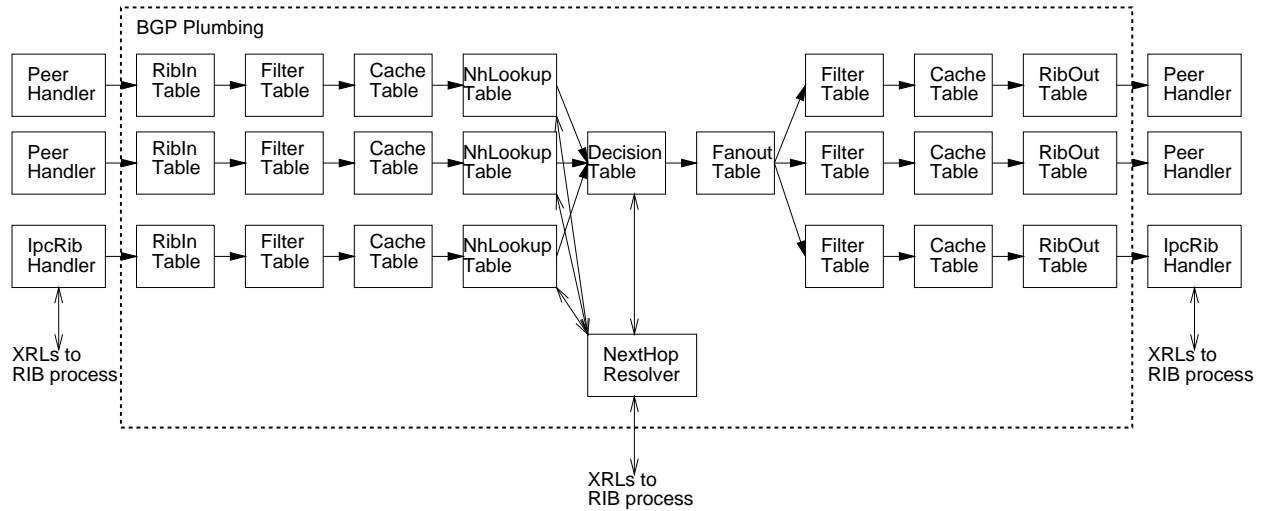 BGP Plumbing
Peer
Handler
RibIn
Table
Filter
Table
Cache
Table
NhLookup
Table
Filter
Table
Cache
Table
RibOut
Table
Peer
Handler
Peer
Handler
RibIn
Table
Filter
Table
Cache
Table
NhLookup
Table
Decision
Table
Fanout
Table
Filter
Table
Cache
Table
RibOut
Table
Peer
Handler
IpcRib
Handler
RibIn
Table
Filter
Table
Cache
Table
NhLookup
Table
Filter
Table
Cache
Table
RibOut
Table
IpcRib
Handler
XRLs to
RIB process
NextHop
Resolver
XRLs to
RIB process
XRLs to
RIB process